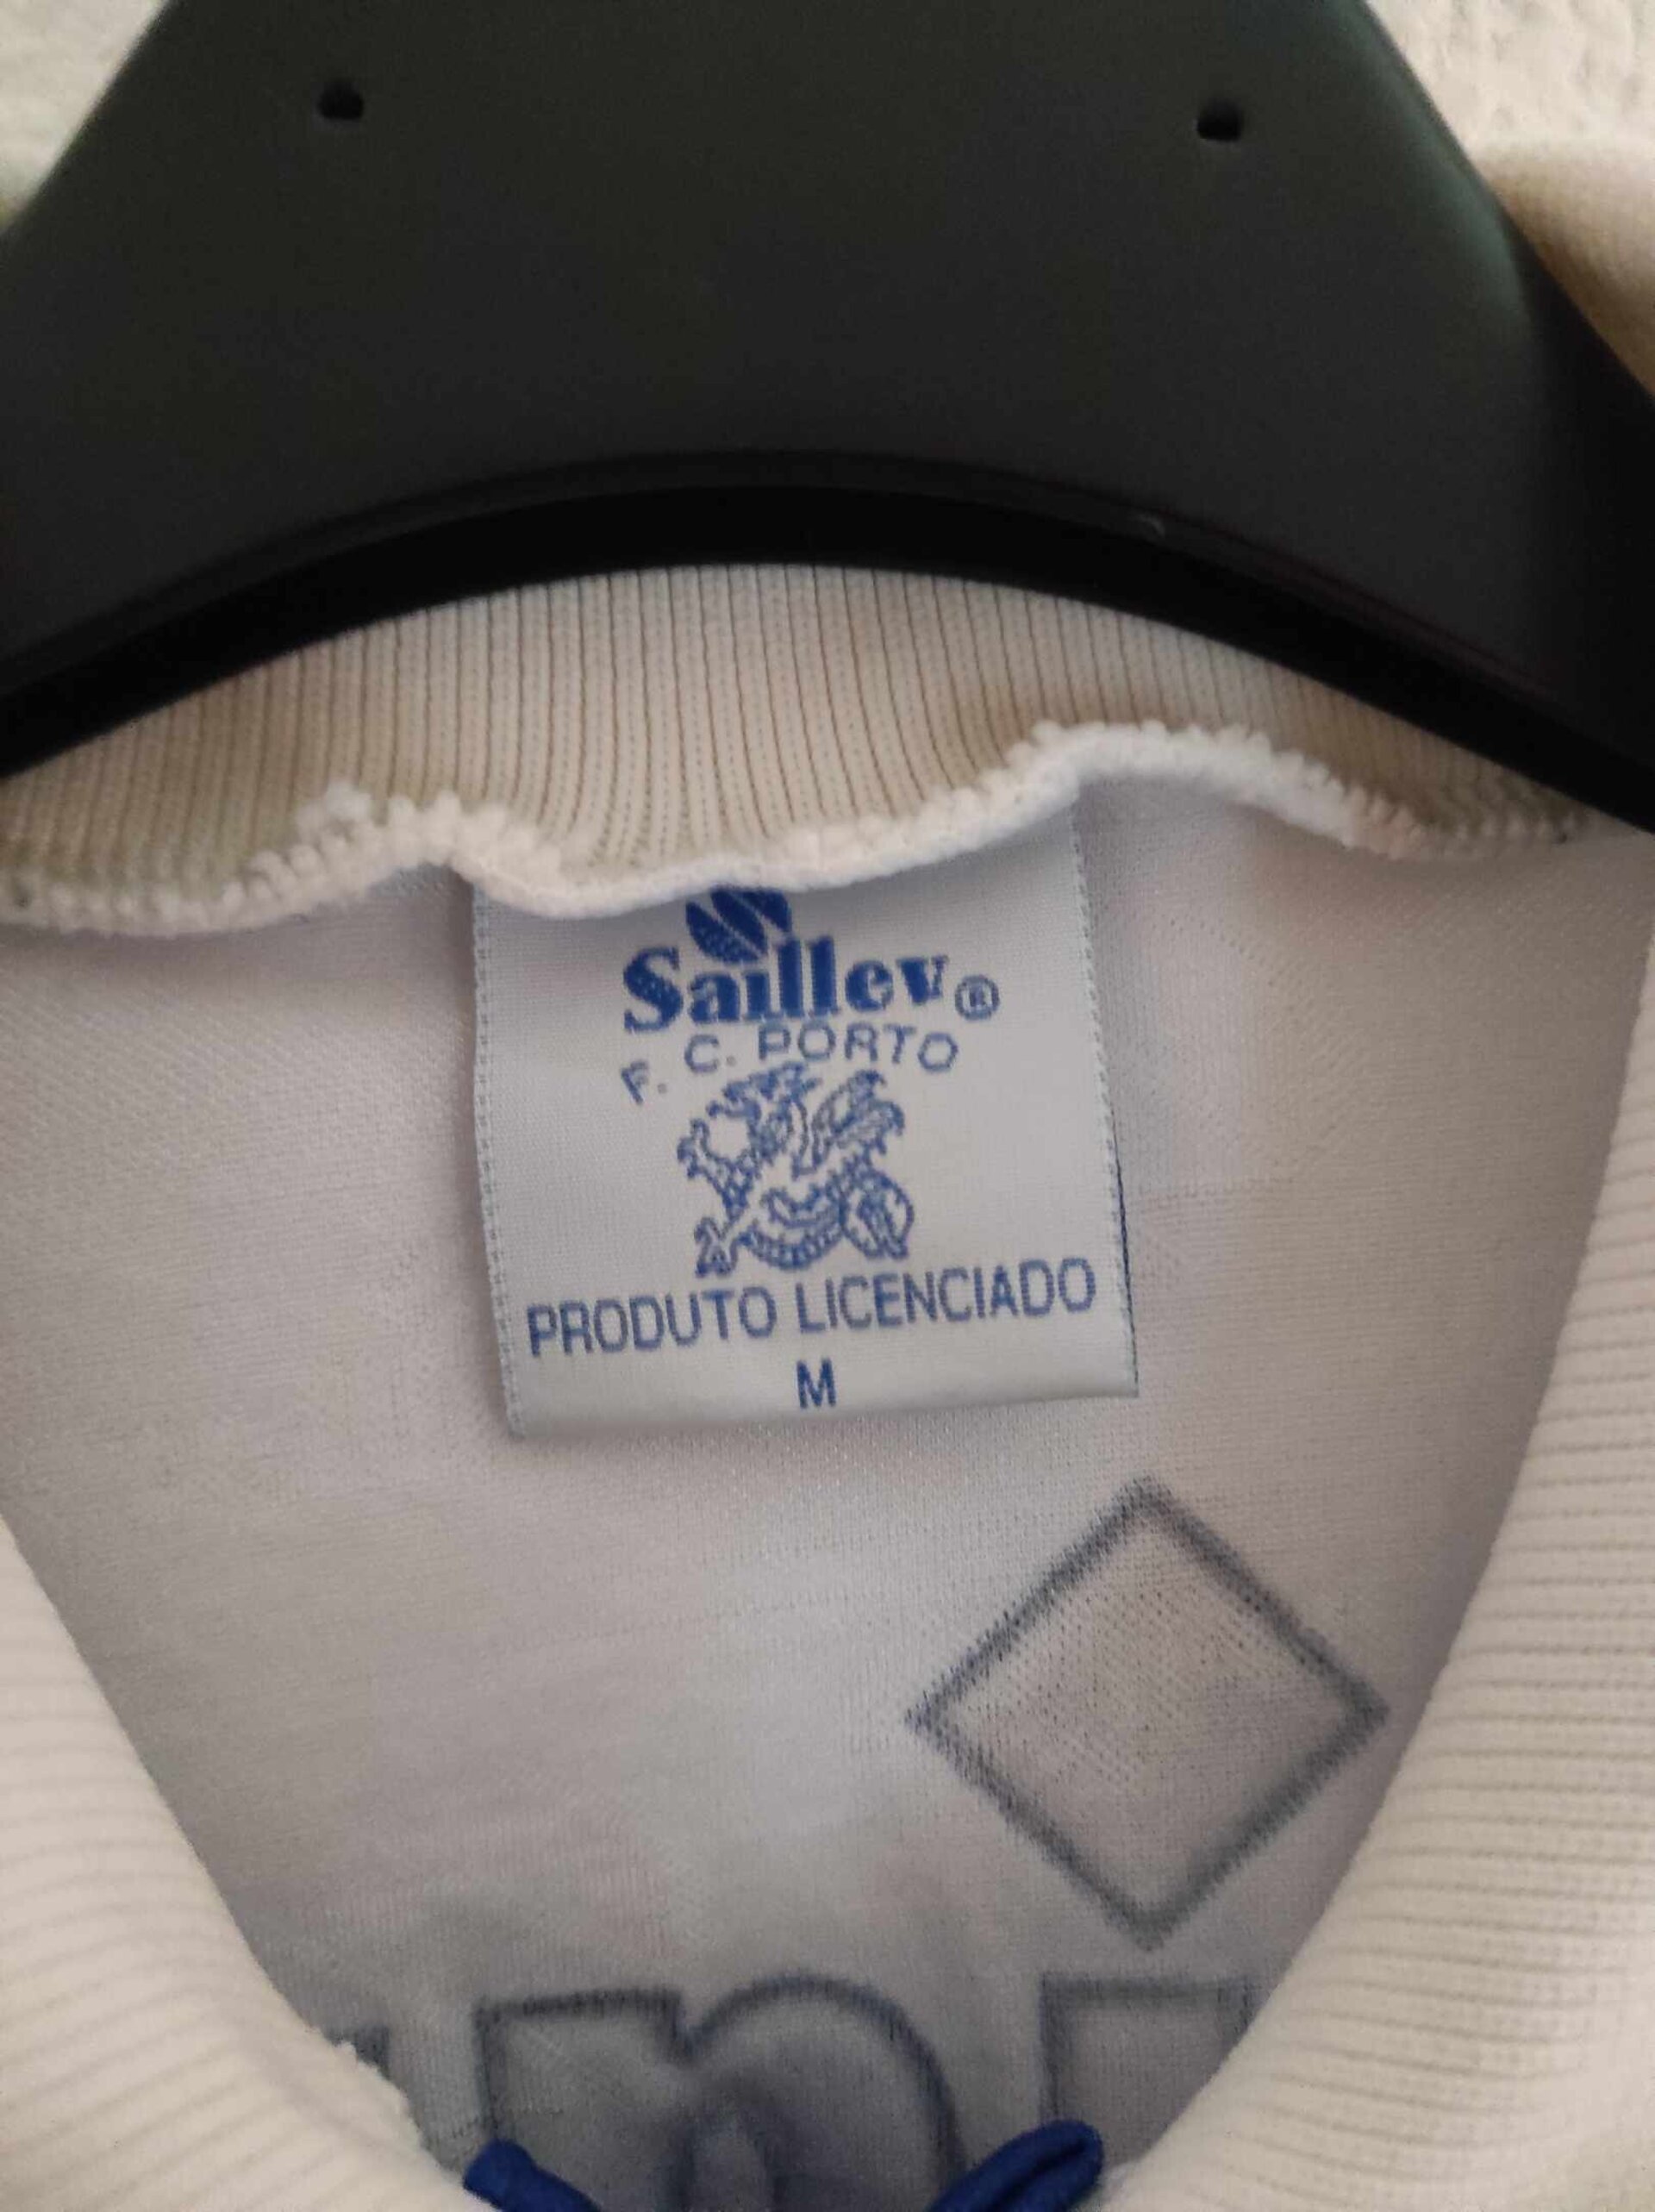 Saillev®
F. C. PORTO
PRODUTO LICENCIADO
M